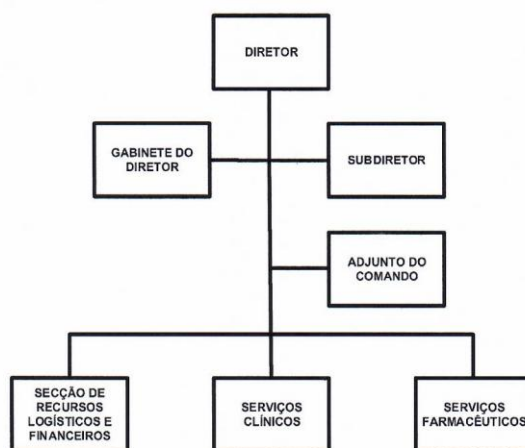 DIRETOR
GABINETE DO
DIRETOR
SUBDIRETOR
ADJUNTO DO
COMANDO
SECÇÃO DE
RECURSOS
LOGÍSTICOS E
FINANCEIROS
SERVIÇOS
CLÍNICOS
SERVIÇOS
FARMACÊUTICOS